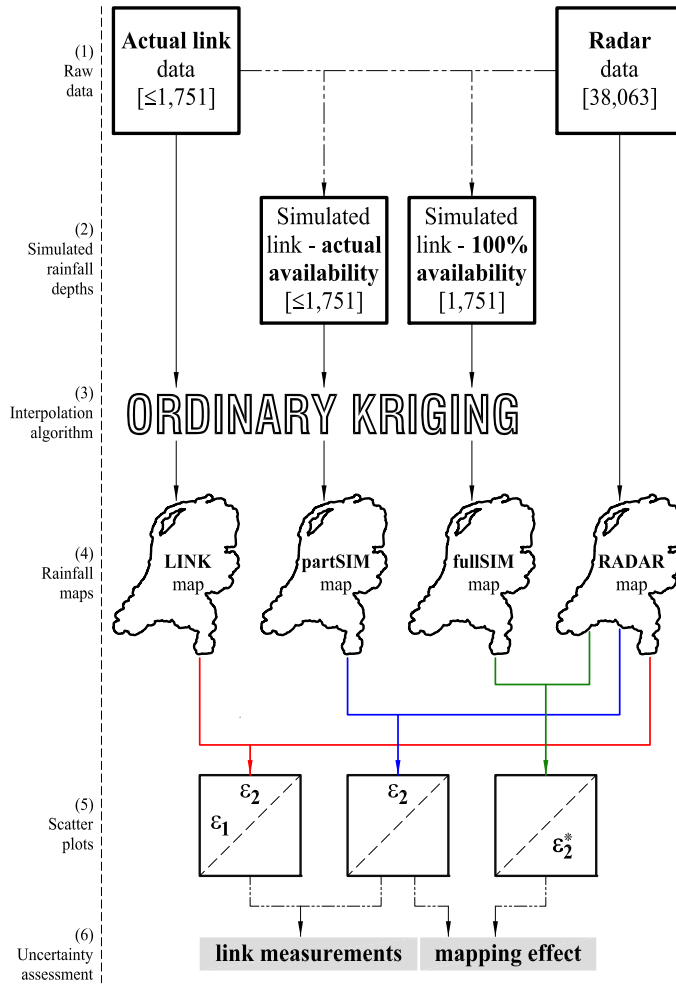 (1)
Raw
data
Actual link
data
[≤1,751]
Radar
data
[38,063]
(2)
Simulated
rainfall
depths
Simulated
link - actual
availability
[≤1,751]
Simulated
link - 100%
availability
[1,751]
(3)
Interpolation
algorithm
ORDINARY KRIGING
(4)
Rainfall
maps
LINK
map
partSIM
map
fullSIM
map
RADAR
map
(5)
Scatter
plots
ε2
ε1
ε2
ε2*
(6)
Uncertainty
assessment
link measurements
mapping effect